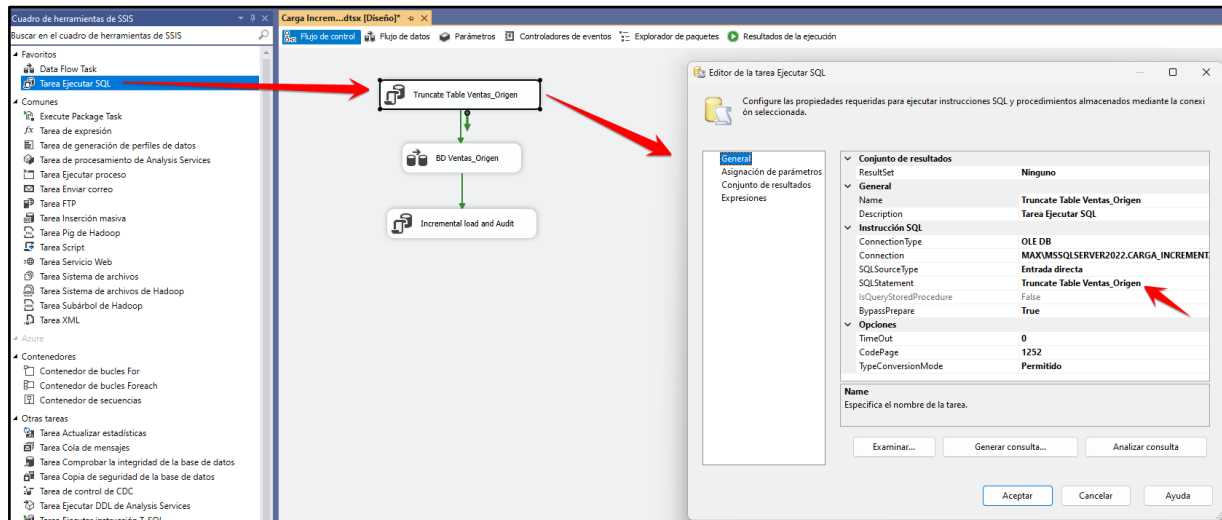 Cuadro de herramientas de SSIS
Buscar en el cuadro de herramientas de SSIS
Favoritos
Data Flow Task
Tarea Ejecutar SQL
Comunes
Execute Package Task
Tarea de expresión
Tarea de generación de perfiles de datos
Tarea de procesamiento de Analysis Services
Tarea Ejecutar proceso
Tarea Enviar correo
Tarea FTP
Tarea Inserción masiva
Tarea Pig de Hadoop
Tarea Script
Tarea Servicio Web
Tarea Sistema de archivos
Tarea Sistema de archivos de Hadoop
Tarea Subárbol de Hadoop
Tarea XML
Azure
Contenedores
Contenedor de bucles For
Contenedor de bucles Foreach
Contenedor de secuencias
Otras tareas
Tarea Actualizar estadísticas
Tarea Cola de mensajes
Tarea Comprobar la integridad de la base de datos
Tarea Copia de seguridad de la base de datos
Tarea de control de CDC
Tarea Ejecutar DDL de Analysis Services
Tarea Ejecutar instrucción T-SQL
Carga Increm...dtsx [Diseño]*
Flujo de control Flujo de datos Parámetros Controladores de eventos Explorador de paquetes Resultados de la ejecución
Truncate Table Ventas_Origen
BD Ventas_Origen
Incremental load and Audit
Editor de la tarea Ejecutar SQL
Configure las propiedades requeridas para ejecutar instrucciones SQL y procedimientos almacenados mediante la conexi
ón seleccionada.
General
Asignación de parámetros
Conjunto de resultados
Expresiones
Conjunto de resultados
ResultSet Ninguno
General
Name Truncate Table Ventas_Origen
Description Tarea Ejecutar SQL
Instrucción SQL
ConnectionType OLE DB
Connection MAX\MSSQLSERVER2022.CARGA_INCREMENT
SQLSourceType Entrada directa
SQLStatement Truncate Table Ventas_Origen
IsQueryStoredProcedure False
BypassPrepare True
Opciones
TimeOut 0
CodePage 1252
TypeConversionMode Permitido
Name
Especifica el nombre de la tarea.
Examinar... Generar consulta... Analizar consulta
Aceptar Cancelar Ayuda